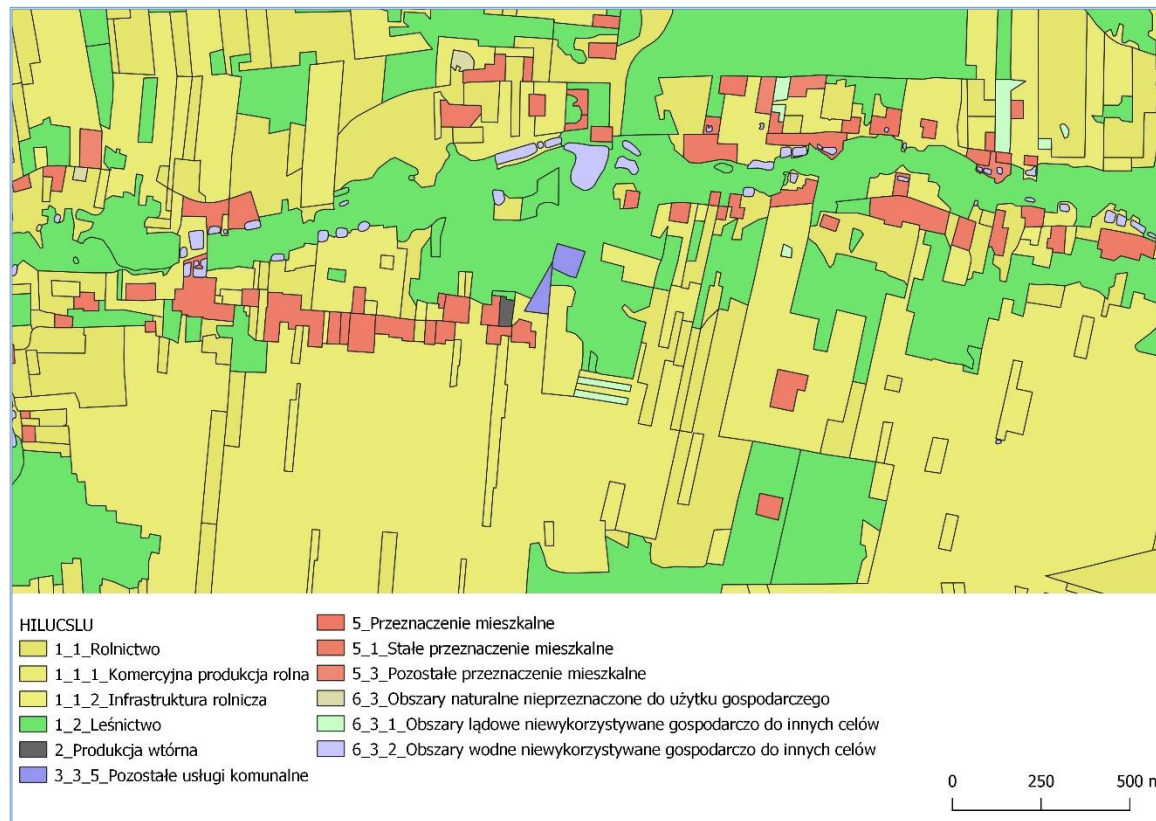 HILUCSLU
1_1_Rolnictwo
1_1_1_Komercyjna produkcja rolna
1_1_2_Infrastruktura rolnicza
1_2_Leśnictwo
2_Produkcja wtórna
3_3_5_Pozostałe usługi komunalne
5_Przeznaczenie mieszkalne
5_1_Stałe przeznaczenie mieszkalne
5_3_Pozostałe przeznaczenie mieszkalne
6_3_Obszary naturalne nieprzeznaczone do użytku gospodarczego
6_3_1_Obszary lądowe niewykorzystywane gospodarczo do innych celów
6_3_2_Obszary wodne niewykorzystywane gospodarczo do innych celów
0 250 500 m